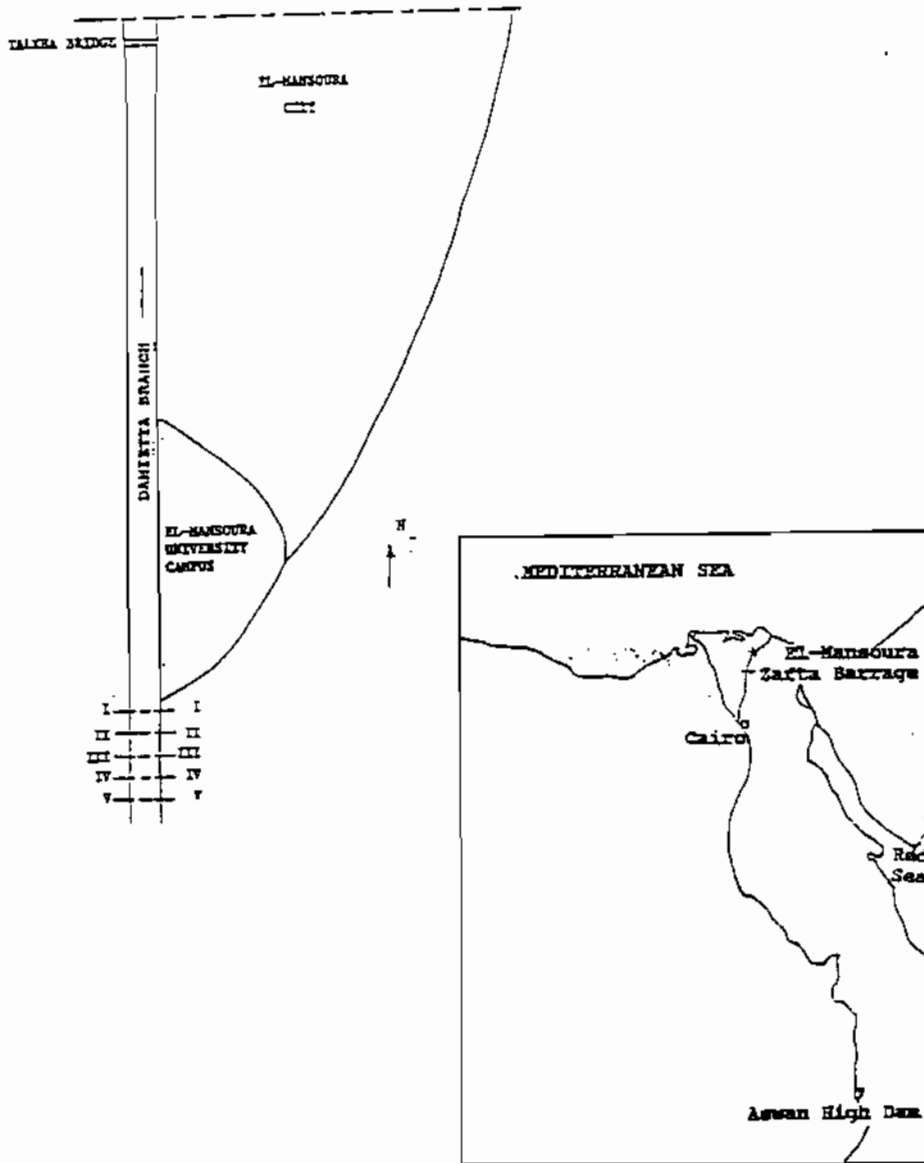 TALKHA BRIDGE
EL-MANSOURA
CITY
DAMIETTA BRANCH
EL-MANSOURA
UNIVERSITY
CAMPUS
N
I I
II II
III III
IV IV
V V
MEDITERRANEAN SEA
EL-Mansoura
Zafta Barrage
Cairo
Red
Sea
Aswan High Dam